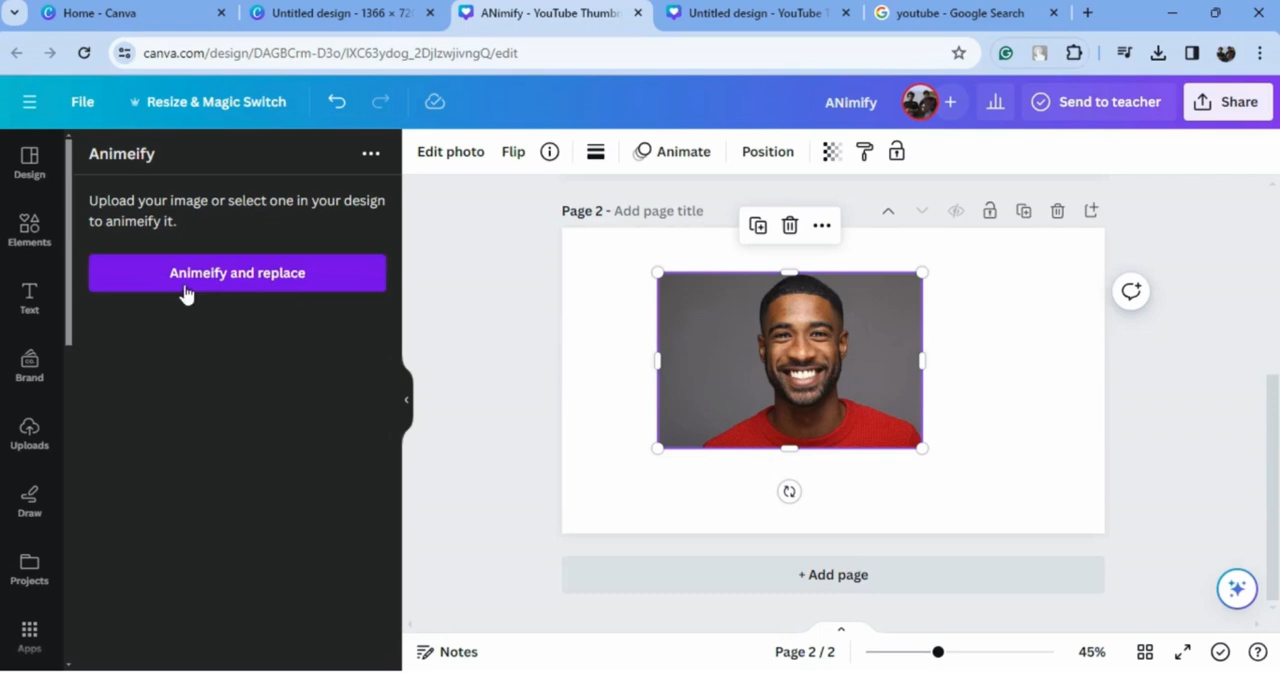 Home - Canva
Untitled design - 1366 × 72
ANimify - YouTube Thumb
Untitled design - YouTube T
youtube - Google Search
canva.com/design/DAGBCrm-D3o/IXC63ydog_2DjIzwjivngQ/edit
File
Resize & Magic Switch
ANimify
Send to teacher
Share
Design
Elements
Text
Brand
Uploads
Draw
Projects
Apps
Animeify
Upload your image or select one in your design
to animeify it.
Animeify and replace
Edit photo
Flip
Animate
Position
Page 2 - Add page title
+ Add page
Notes
Page 2 / 2
45%